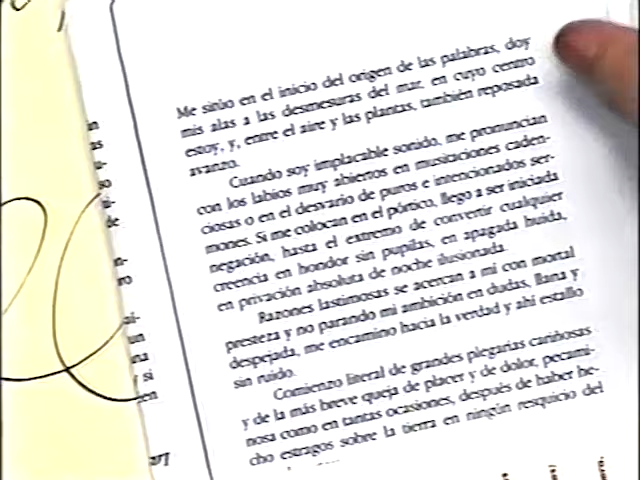 Me sitúo en el inicio del origen de las palabras, doy
mis alas a las desmesuras del mar, en cuyo centro
estoy, y, entre el aire y las plantas, también reposada
avanzo.
Cuando soy implacable sonido, me pronuncian
con los labios muy abiertos en musitaciones caden-
ciosas o en el desvarío de puros e intencionados ser-
mones. Si me colocan en el pórtico, llego a ser iniciada
negación, hasta el extremo de convertir cualquier
creencia en hondor sin pupilas, en apagada huida,
en privación absoluta de noche ilusionada.
Razones lastimosas se acercan a mí con mortal
presteza y no parando mi ambición en dudas, llana y
despejada, me encamino hacia la verdad y ahí estallo
sin ruido.
Comienzo literal de grandes plegarias cariñosas
y de la más breve queja de placer y de dolor, pecami-
nosa como en tantas ocasiones, después de haber he-
cho estragos sobre la tierra en ningún resquicio del